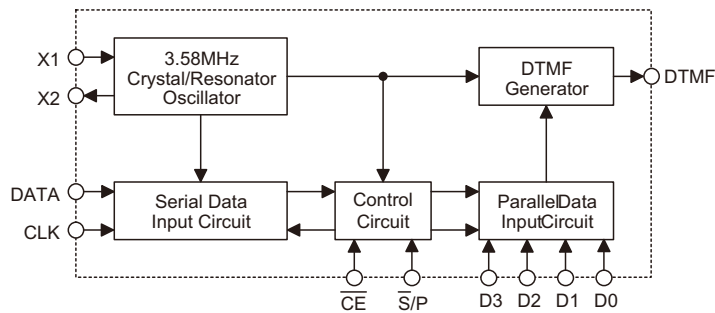 X1
X2
3.58MHz
Crystal/Resonator
Oscillator
DTMF
Generator
DTMF
DATA
CLK
Serial Data
Input Circuit
Control
Circuit
ParallelData
InputCircuit
C̅E̅
S̅/P
D3
D2
D1
D0